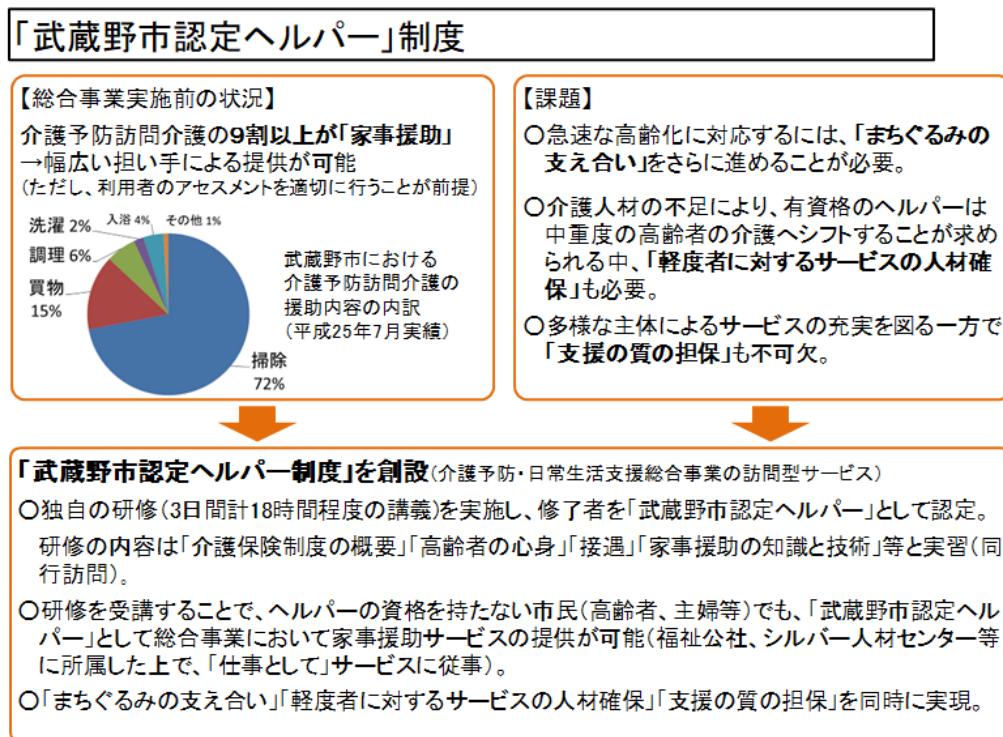 「武蔵野市認定ヘルパー」制度
【総合事業実施前の状況】
介護予防訪問介護の9割以上が「家事援助」
→幅広い担い手による提供が可能
(ただし、利用者のアセスメントを適切に行うことが前提)
洗濯 2%
入浴 4%
その他 1%
調理 6%
買物
15%
武蔵野市における
介護予防訪問介護の
援助内容の内訳
(平成25年7月実績)
掃除
72%
【課題】
○急速な高齢化に対応するには、「まちぐるみの
支え合い」をさらに進めることが必要。
○介護人材の不足により、有資格のヘルパーは
中重度の高齢者の介護へシフトすることが求め
られる中、「軽度者に対するサービスの人材確
保」も必要。
○多様な主体によるサービスの充実を図る一方で
「支援の質の担保」も不可欠。
「武蔵野市認定ヘルパー制度」を創設(介護予防・日常生活支援総合事業の訪問型サービス)
○独自の研修(3日間計18時間程度の講義)を実施し、修了者を「武蔵野市認定ヘルパー」として認定。
研修の内容は「介護保険制度の概要」「高齢者の心身」「接遇」「家事援助の知識と技術」等と実習(同
行訪問)。
○研修を受講することで、ヘルパーの資格を持たない市民(高齢者、主婦等)でも、「武蔵野市認定ヘル
パー」として総合事業において家事援助サービスの提供が可能(福祉公社、シルバー人材センター等
に所属した上で、「仕事として」サービスに従事)。
○「まちぐるみの支え合い」「軽度者に対するサービスの人材確保」「支援の質の担保」を同時に実現。